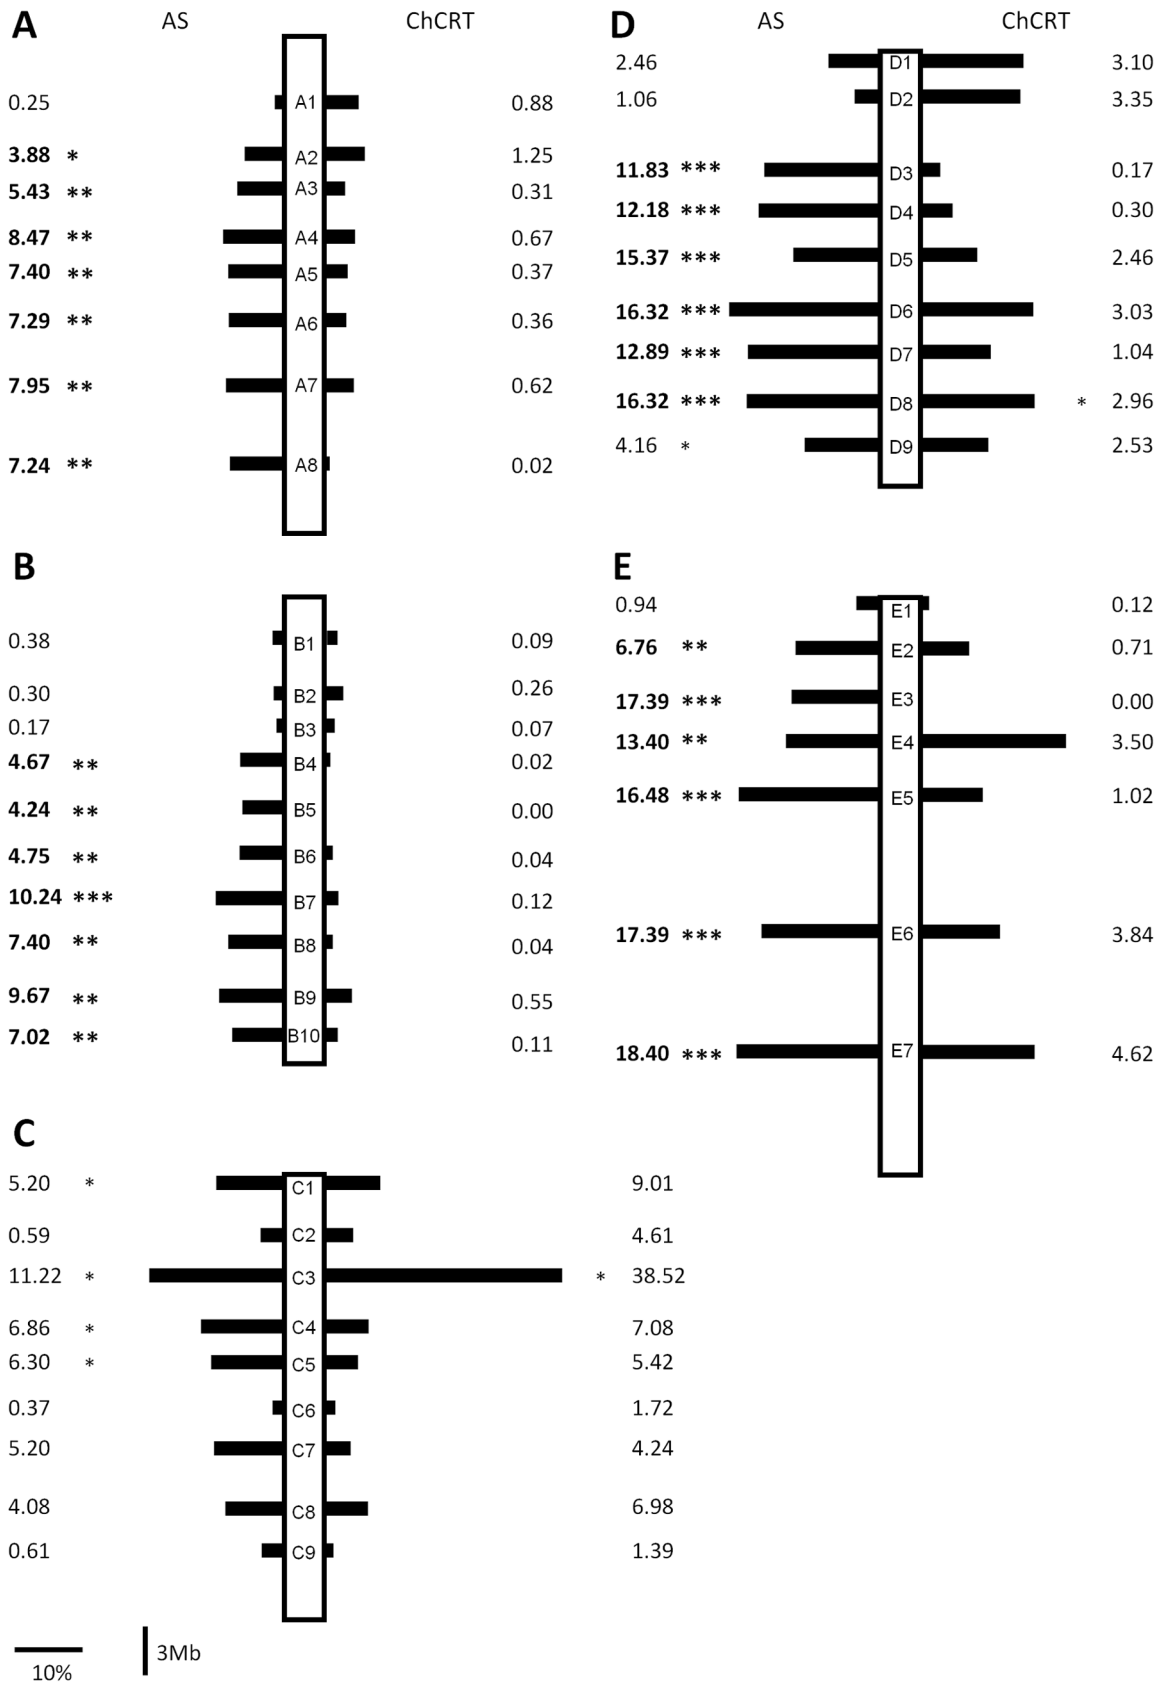 A AS ChCRT
0.25 A1 0.88
3.88 * A2 1.25
5.43 ** A3 0.31
8.47 ** A4 0.67
7.40 ** A5 0.37
7.29 ** A6 0.36
7.95 ** A7 0.62
7.24 ** A8 0.02
B
0.38 B1 0.09
0.30 B2 0.26
0.17 B3 0.07
4.67 ** B4 0.02
4.24 ** B5 0.00
4.75 ** B6 0.04
10.24 *** B7 0.12
7.40 ** B8 0.04
9.67 ** B9 0.55
7.02 ** B10 0.11
C
5.20 * C1 9.01
0.59 C2 4.61
11.22 * C3 * 38.52
6.86 * C4 7.08
6.30 * C5 5.42
0.37 C6 1.72
5.20 C7 4.24
4.08 C8 6.98
0.61 C9 1.39
10%
3Mb
D AS ChCRT
2.46 D1 3.10
1.06 D2 3.35
11.83 *** D3 0.17
12.18 *** D4 0.30
15.37 *** D5 2.46
16.32 *** D6 3.03
12.89 *** D7 1.04
16.32 *** D8 * 2.96
4.16 * D9 2.53
E
0.94 E1 0.12
6.76 ** E2 0.71
17.39 *** E3 0.00
13.40 ** E4 3.50
16.48 *** E5 1.02
17.39 *** E6 3.84
18.40 *** E7 4.62